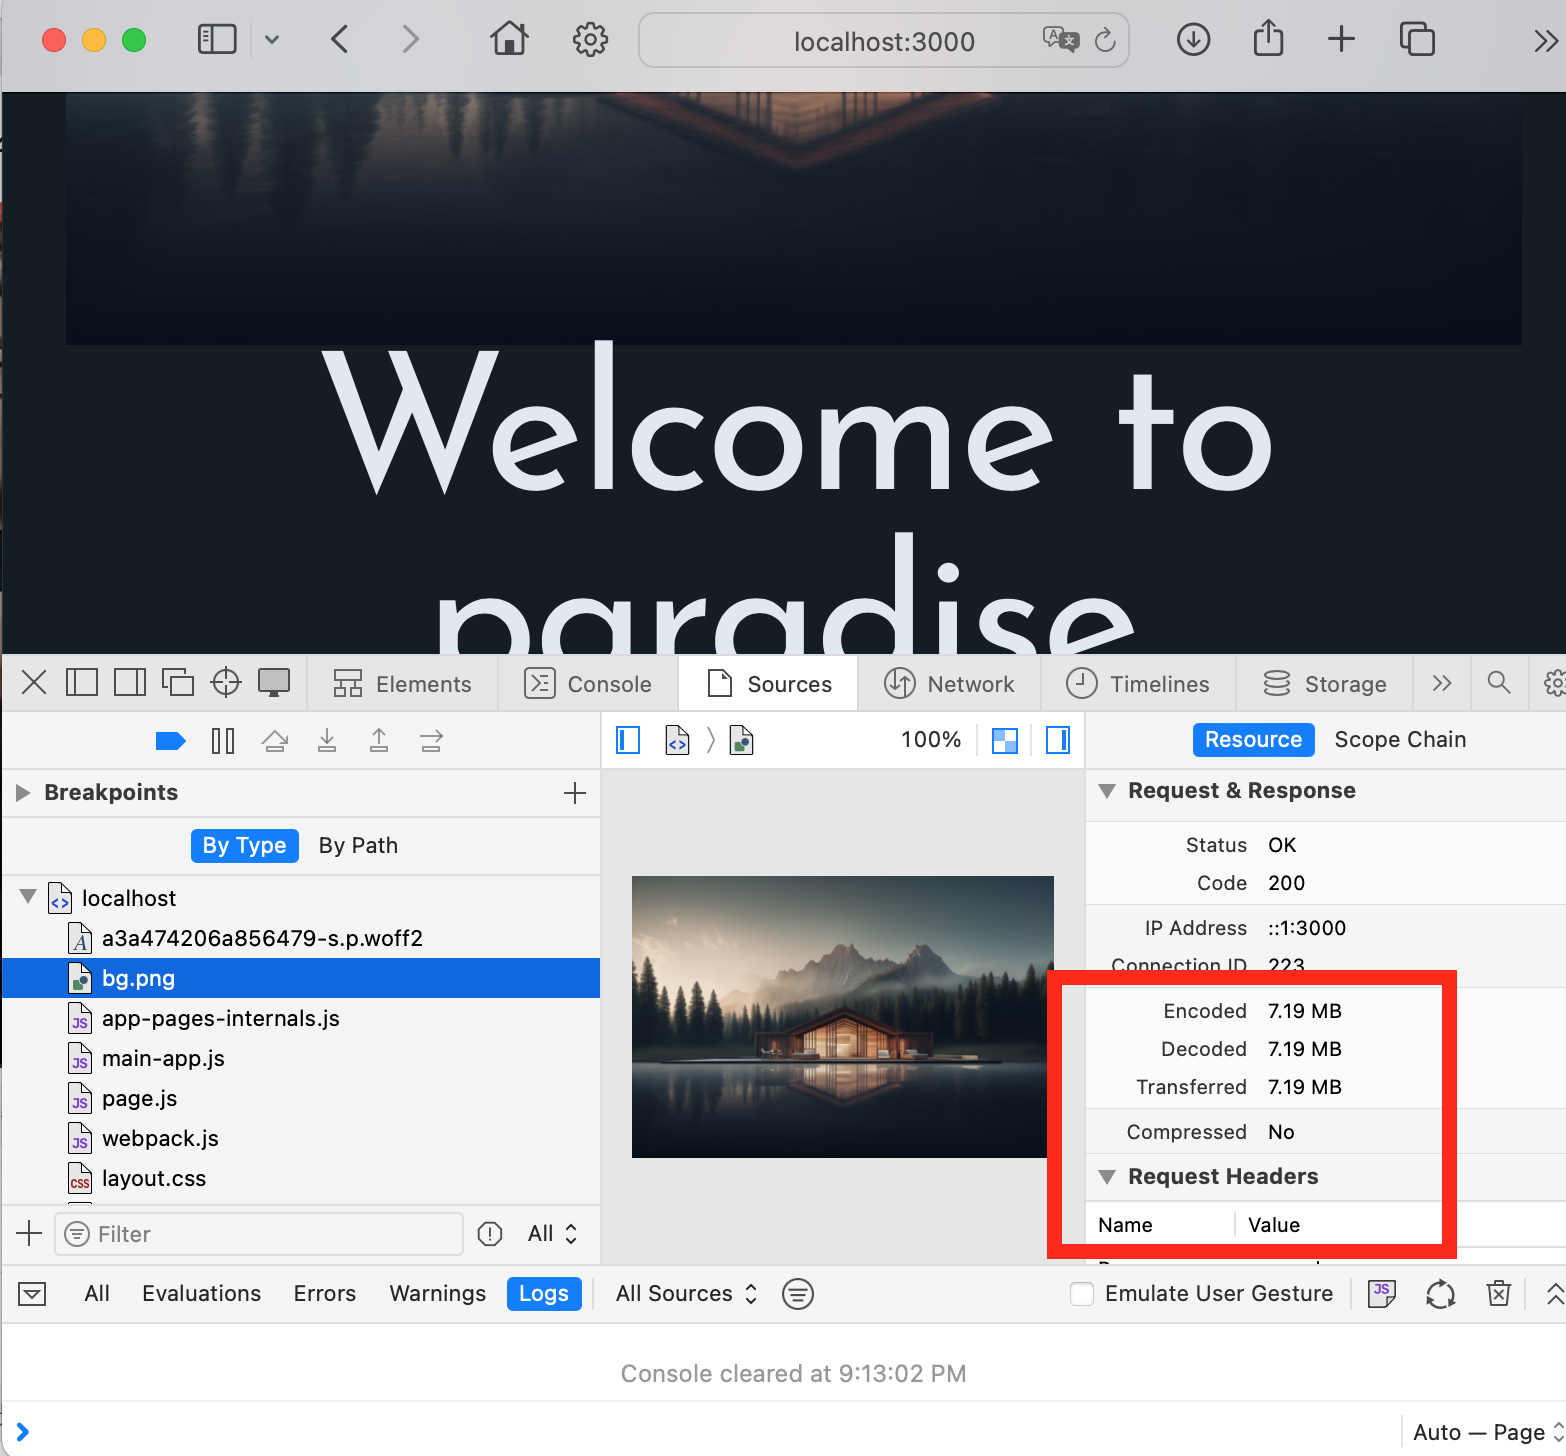 localhost:3000
Welcome to
paradise
Elements
Console
Sources
Network
Timelines
Storage
100%
Resource
Scope Chain
Breakpoints
By Type
By Path
localhost
a3a474206a856479-s.p.woff2
bg.png
app-pages-internals.js
main-app.js
page.js
webpack.js
layout.css
Filter
All
Request & Response
Status OK
Code 200
IP Address ::1:3000
Connection ID 223
Encoded 7.19 MB
Decoded 7.19 MB
Transferred 7.19 MB
Compressed No
Request Headers
Name Value
All
Evaluations
Errors
Warnings
Logs
All Sources
Emulate User Gesture
Console cleared at 9:13:02 PM
Auto — Page